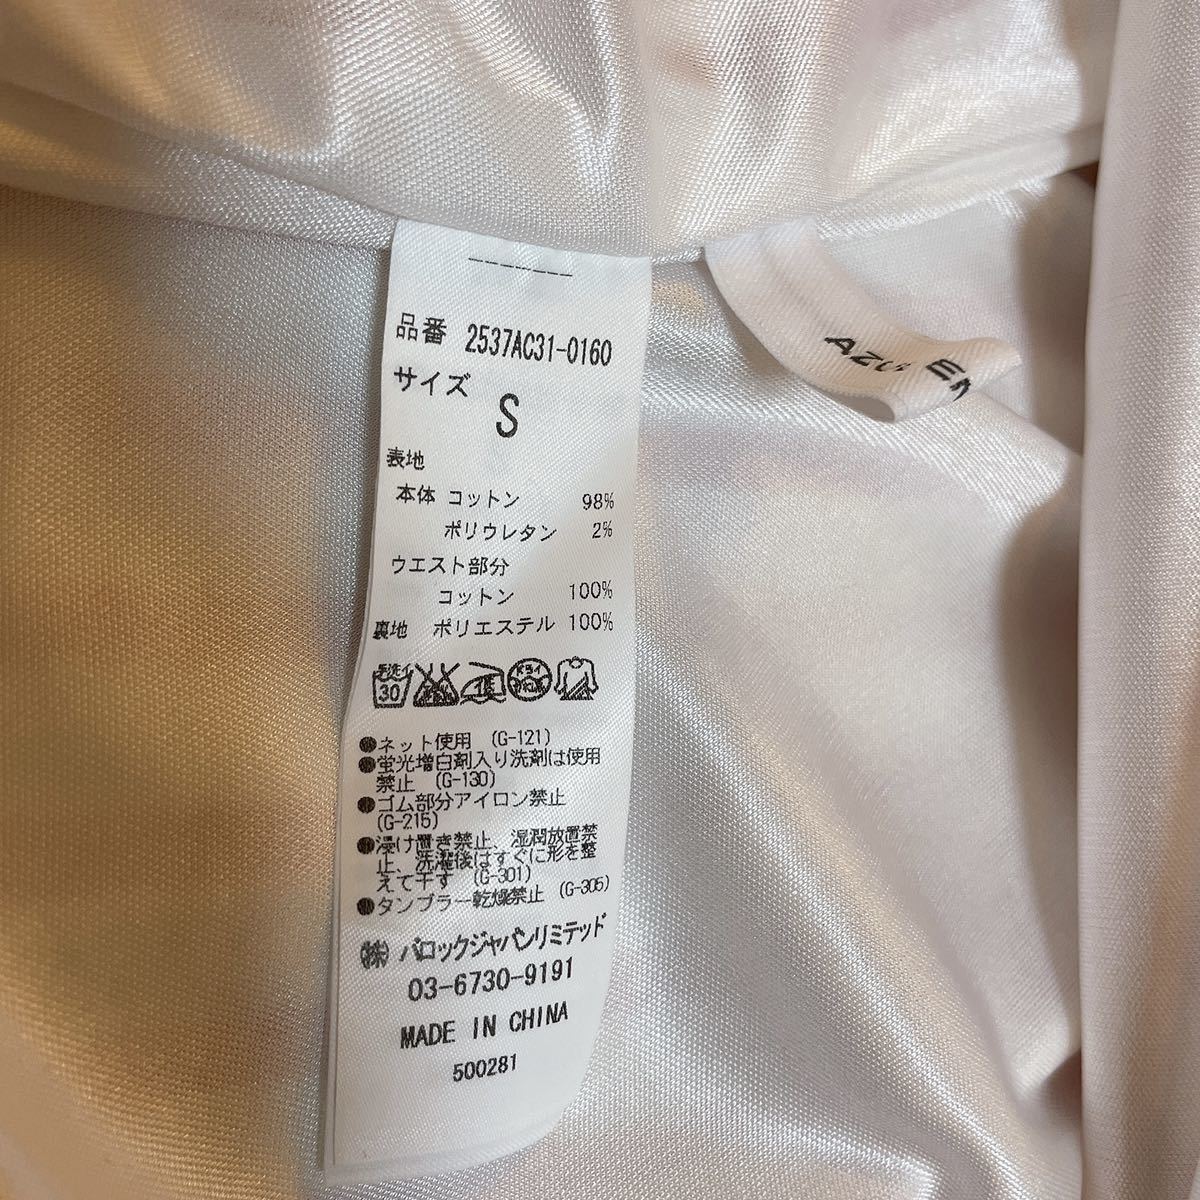 品番 2537AC31-0160
サイズ S
表地
本体 コットン 98%
ポリウレタン 2%
ウエスト部分
コットン 100%
裏地 ポリエステル 100%
手洗イ
30
●ネット使用 (G-121)
●蛍光増白剤入り洗剤は使用
禁止 (G-130)
●ゴム部分アイロン禁止
(G-215)
●浸け置き禁止、湿潤放置禁
止、洗濯後はすぐに形を整
えて干す (G-301)
●タンブラー乾燥禁止 (G-305)
㈱ バロックジャパンリミテッド
03-6730-9191
MADE IN CHINA
500281